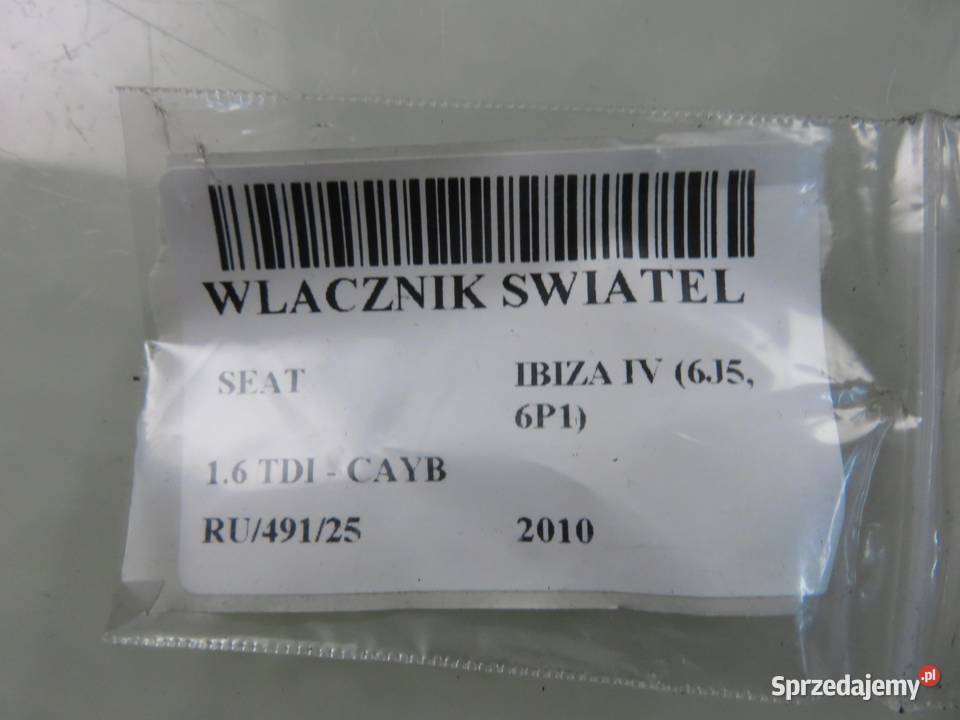 WLACZNIK SWIATEL
SEAT
IBIZA IV (6J5,
6P1)
1.6 TDI - CAYB
RU/491/25
2010
Sprzedajemy.pl